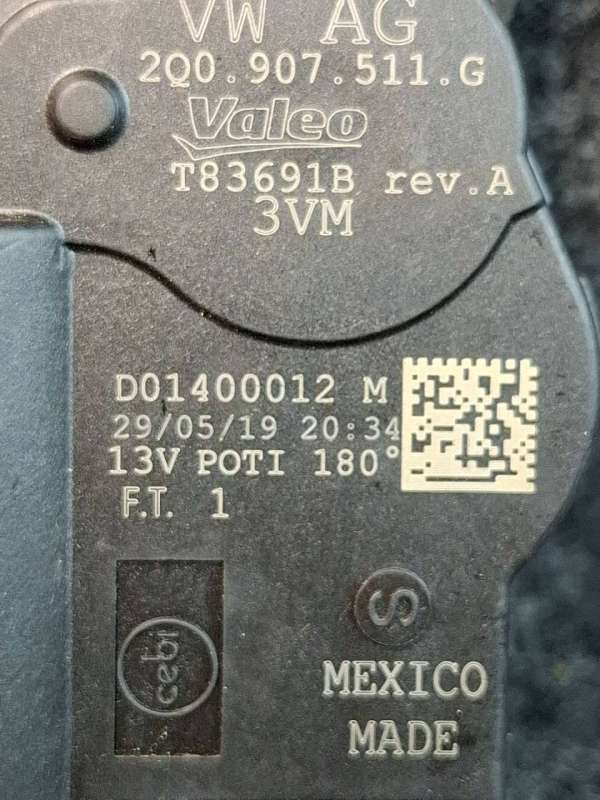 VW AG
2Q0.907.511.G
Valeo
T83691B rev.A
3VM
D01400012 M
29/05/19 20:34
13V POTI 180°
F.T. 1
S
cebi
MEXICO
MADE